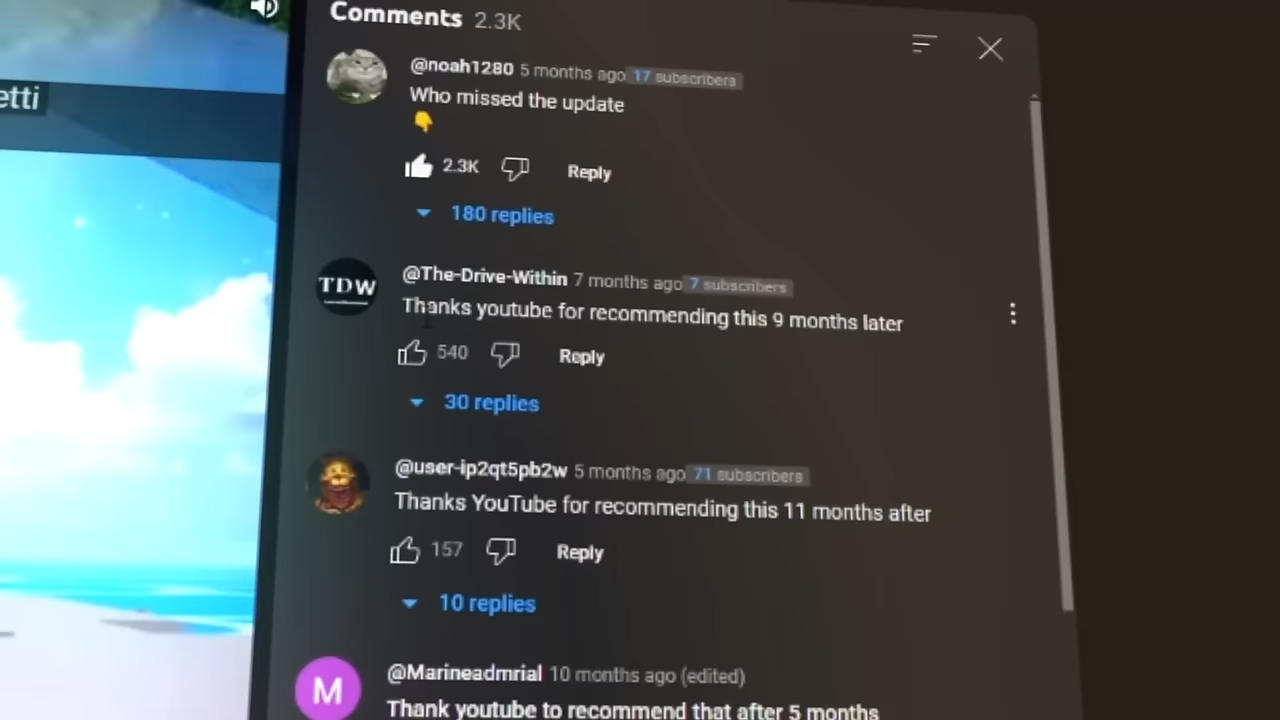 Comments 2.3K
etti
@noah1280 5 months ago 17 subscribers
Who missed the update
👇
2.3K Reply
180 replies
TDW
@The-Drive-Within 7 months ago 7 subscribers
Thanks youtube for recommending this 9 months later
540 Reply
30 replies
@user-ip2qt5pb2w 5 months ago 71 subscribers
Thanks YouTube for recommending this 11 months after
157 Reply
10 replies
M
@Marineadmrial 10 months ago (edited)
Thank youtube to recommend that after 5 months